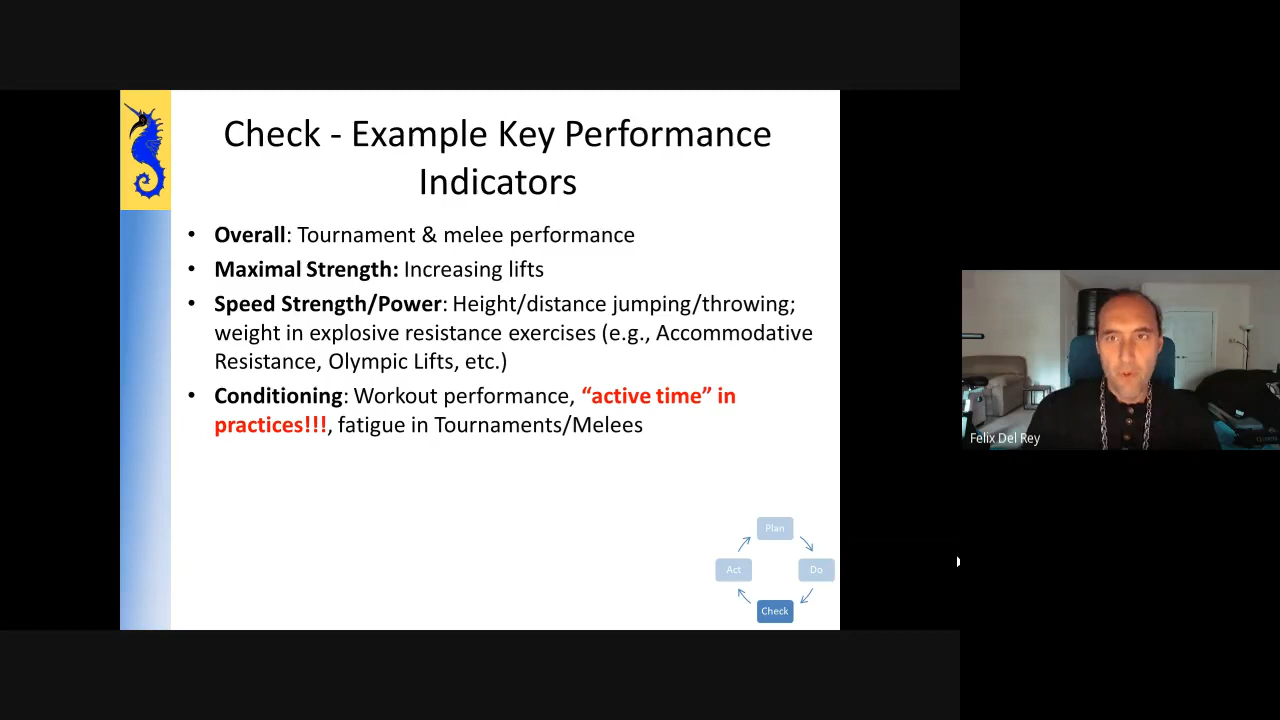 Check - Example Key Performance
Indicators
• Overall: Tournament & melee performance
• Maximal Strength: Increasing lifts
• Speed Strength/Power: Height/distance jumping/throwing;
weight in explosive resistance exercises (e.g., Accommodative
Resistance, Olympic Lifts, etc.)
• Conditioning: Workout performance, “active time” in
practices!!!, fatigue in Tournaments/Melees
Plan
Act
Do
Check
Felix Del Rey